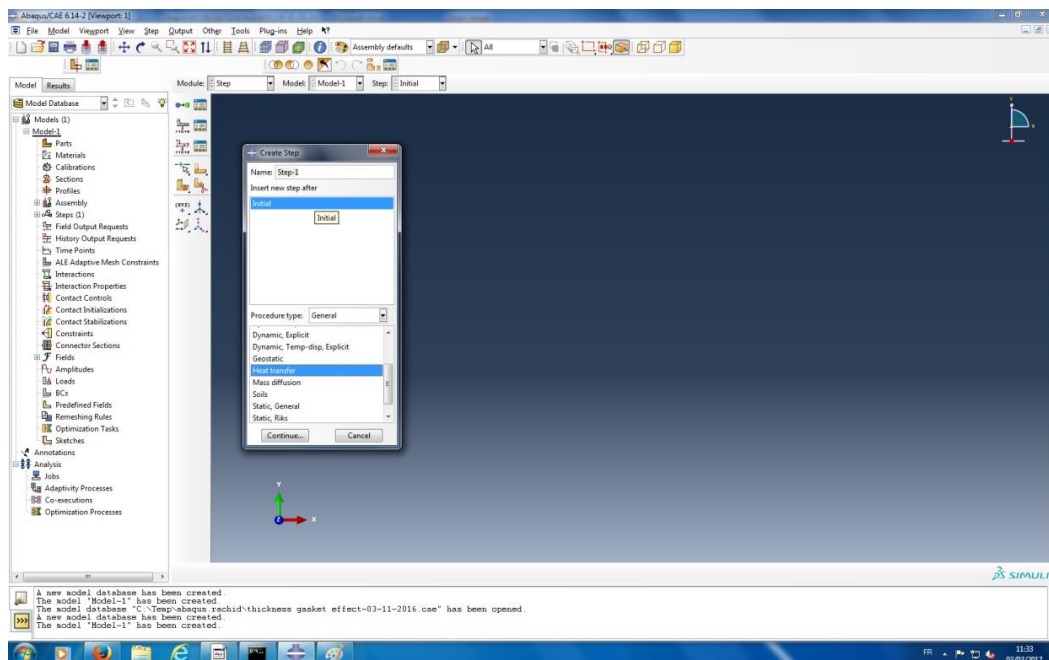 Abaqus/CAE 6.14-2 [Viewport: 1]
File Model Viewport View Step Output Other Tools Plug-ins Help
Assembly defaults All
Model Results
Module: Step Model: Model-1 Step: Initial
Model Database
Models (1)
Model-1
Parts
Materials
Calibrations
Sections
Profiles
Assembly
Steps (1)
Field Output Requests
History Output Requests
Time Points
ALE Adaptive Mesh Constraints
Interactions
Interaction Properties
Contact Controls
Contact Initializations
Contact Stabilizations
Constraints
Connector Sections
Fields
Amplitudes
Loads
BCs
Predefined Fields
Remeshing Rules
Optimization Tasks
Sketches
Annotations
Analysis
Jobs
Adaptivity Processes
Co-executions
Optimization Processes
Create Step
Name: Step-1
Insert new step after
Initial
Initial
Procedure type: General
Dynamic, Explicit
Dynamic, Temp-disp, Explicit
Geostatic
Heat transfer
Mass diffusion
Soils
Static, General
Static, Riks
Continue... Cancel
Y
Z X
SIMULI
A new model database has been created.
The model "Model-1" has been created.
The model database "C:\Temp\abaqus.rachid\thickness gasket effect-03-11-2016.cae" has been opened.
A new model database has been created.
The model "Model-1" has been created.
FR 11:33
03/03/2017